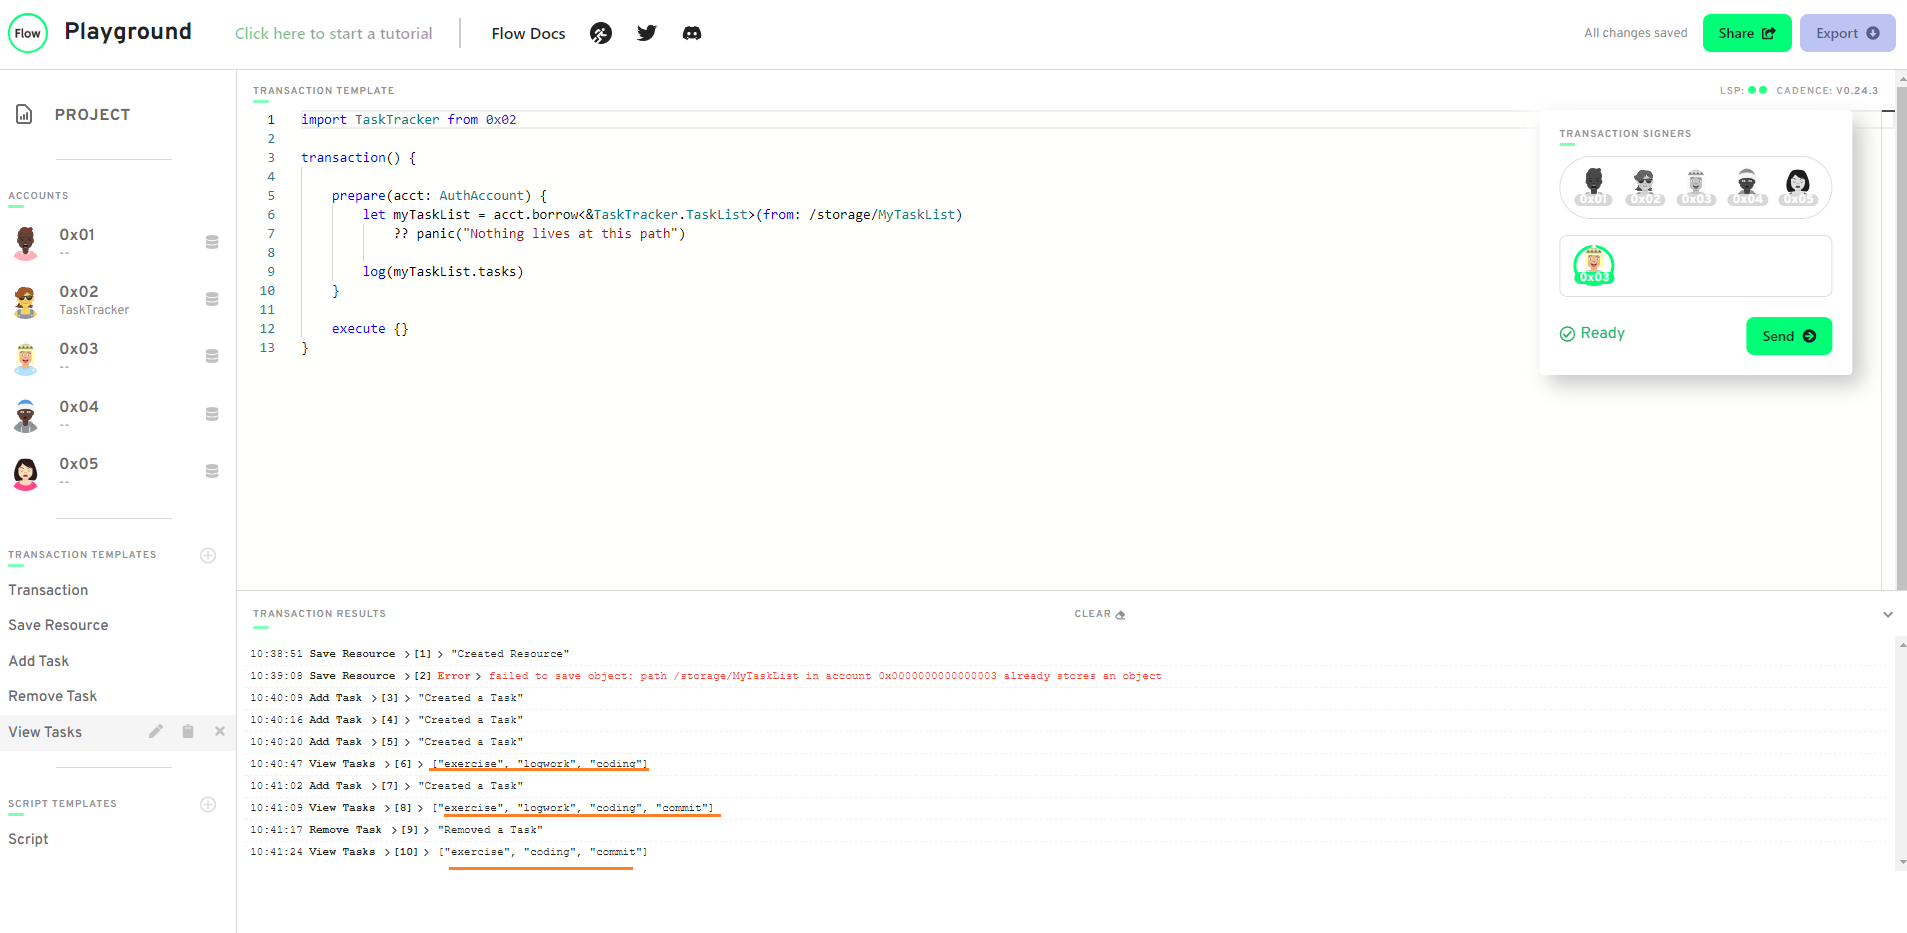 Flow
Playground
Click here to start a tutorial
Flow Docs
All changes saved
Share
Export
PROJECT
ACCOUNTS
0x01
--
0x02
TaskTracker
0x03
--
0x04
--
0x05
--
TRANSACTION TEMPLATES
Transaction
Save Resource
Add Task
Remove Task
View Tasks
SCRIPT TEMPLATES
Script
TRANSACTION TEMPLATE
LSP:
CADENCE: V0.24.3
1 import TaskTracker from 0x02
2
3 transaction() {
4
5 prepare(acct: AuthAccount) {
6 let myTaskList = acct.borrow<&TaskTracker.TaskList>(from: /storage/MyTaskList)
7 ?? panic("Nothing lives at this path")
8
9 log(myTaskList.tasks)
10 }
11
12 execute {}
13 }
TRANSACTION SIGNERS
0x01 0x02 0x03 0x04 0x05
0x03
Ready
Send
TRANSACTION RESULTS
CLEAR
10:38:51 Save Resource > [1] > "Created Resource"
10:39:08 Save Resource > [2] Error > failed to save object: path /storage/MyTaskList in account 0x0000000000000003 already stores an object
10:40:09 Add Task > [3] > "Created a Task"
10:40:16 Add Task > [4] > "Created a Task"
10:40:20 Add Task > [5] > "Created a Task"
10:40:47 View Tasks > [6] > ["exercise", "logwork", "coding"]
10:41:02 Add Task > [7] > "Created a Task"
10:41:09 View Tasks > [8] > ["exercise", "logwork", "coding", "commit"]
10:41:17 Remove Task > [9] > "Removed a Task"
10:41:24 View Tasks > [10] > ["exercise", "coding", "commit"]